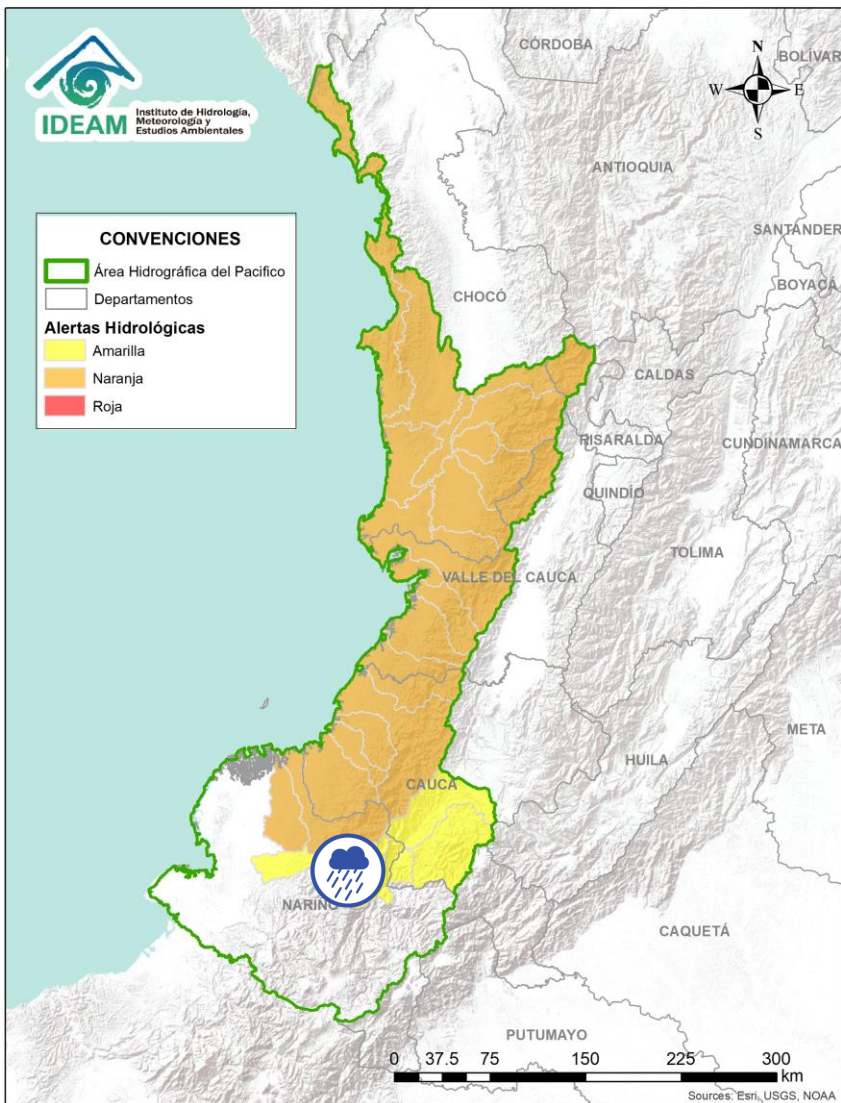 IDEAM
Instituto de Hidrología,
Meteorología y
Estudios Ambientales
CÓRDOBA
BOLÍVAR
N
W
E
S
ANTIOQUIA
SANTANDER
BOYACÁ
CONVENCIONES
Área Hidrográfica del Pacifico
Departamentos
Alertas Hidrológicas
Amarilla
Naranja
Roja
CHOCÓ
CALDAS
RISARALDA
CUNDINAMARCA
QUINDÍO
TOLIMA
VALLE DEL CAUCA
META
HUILA
CAUCA
NARIÑO
CAQUETÁ
PUTUMAYO
0 37.5 75 150 225 300
km
Sources: Esri, USGS, NOAA